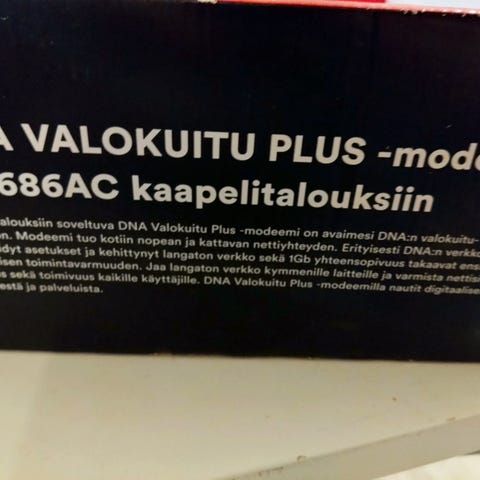 A VALOKUITU PLUS -mode
686AC kaapelitalouksiin
alouksiin soveltuva DNA Valokuitu Plus -modeemi on avaimesi DNA:n valokuitu-
n. Modeemi tuo kotiin nopean ja kattavan nettiyhteyden. Erityisesti DNA:n verkko
dyt asetukset ja kehittynyt langaton verkko sekä 1Gb yhteensopivuus takaavat ens
isen toimintavarmuuden. Jaa langaton verkko kymmenille laitteille ja varmista nettis
s sekä toimivuus kaikille käyttäjille. DNA Valokuitu Plus -modeemilla nautit digitaalise
estä ja palveluista.